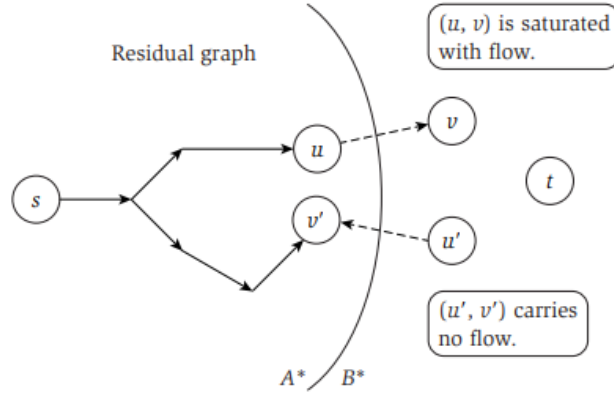 (u, v) is saturated
with flow.
Residual graph
u
v
s
t
v′
u′
(u′, v′) carries
no flow.
A* B*